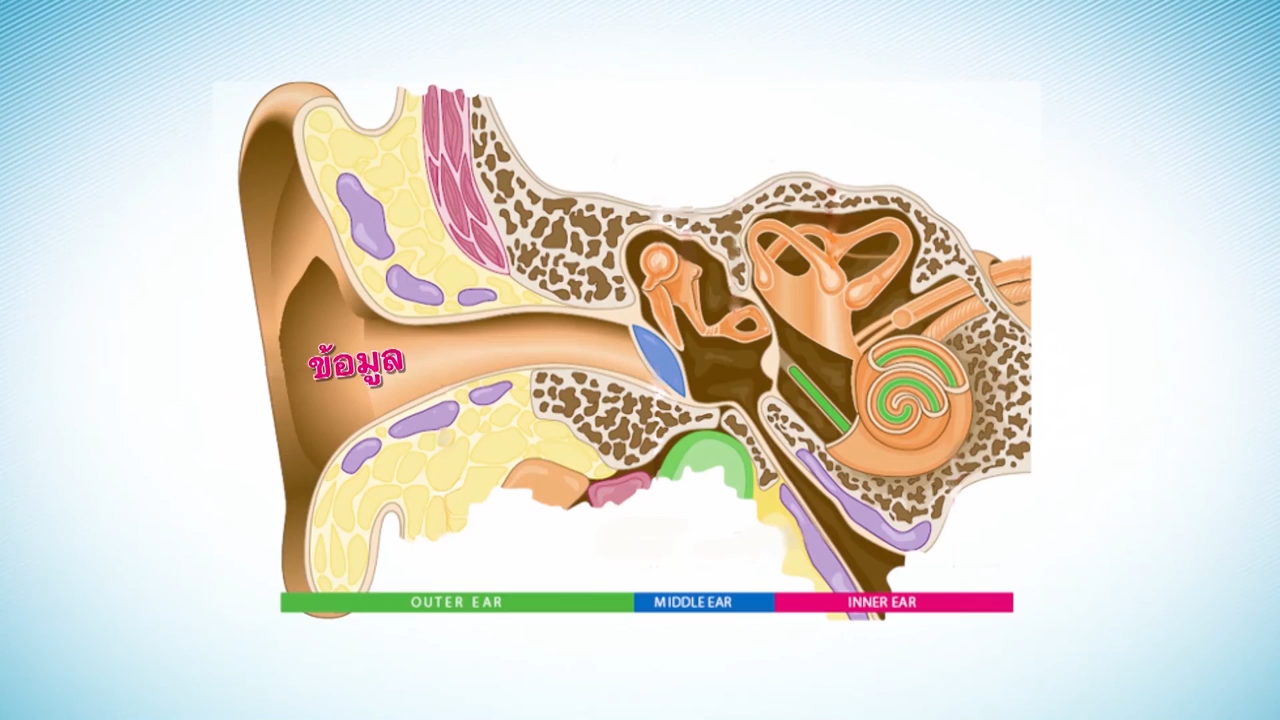 ข้อมูล
OUTER EAR
MIDDLE EAR
INNER EAR